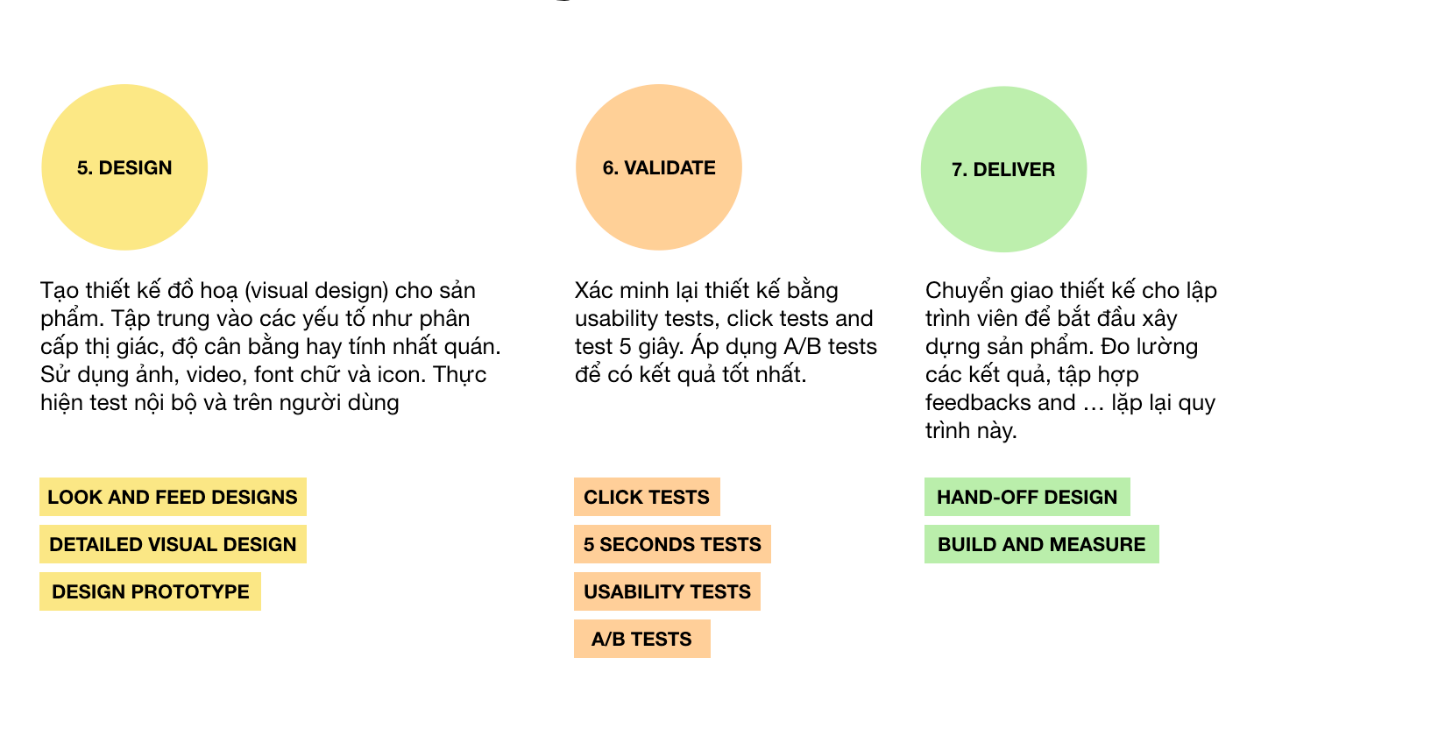 5. DESIGN
Tạo thiết kế đồ hoạ (visual design) cho sản
phẩm. Tập trung vào các yếu tố như phân
cấp thị giác, độ cân bằng hay tính nhất quán.
Sử dụng ảnh, video, font chữ và icon. Thực
hiện test nội bộ và trên người dùng
LOOK AND FEED DESIGNS
DETAILED VISUAL DESIGN
DESIGN PROTOTYPE
6. VALIDATE
Xác minh lại thiết kế bằng
usability tests, click tests and
test 5 giây. Áp dụng A/B tests
để có kết quả tốt nhất.
CLICK TESTS
5 SECONDS TESTS
USABILITY TESTS
A/B TESTS
7. DELIVER
Chuyển giao thiết kế cho lập
trình viên để bắt đầu xây
dựng sản phẩm. Đo lường
các kết quả, tập hợp
feedbacks and … lặp lại quy
trình này.
HAND-OFF DESIGN
BUILD AND MEASURE